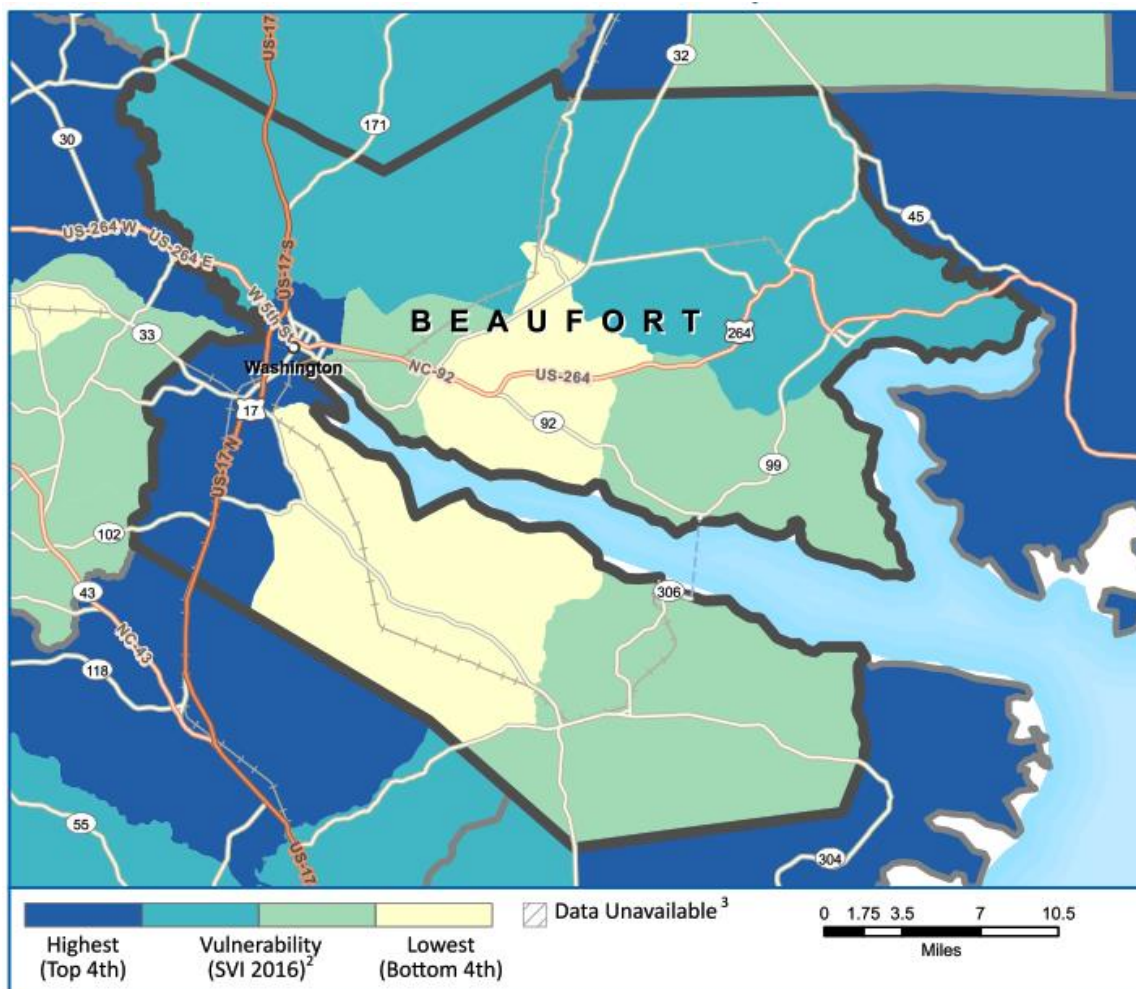 US-17
32
171
30
45
US-264 W
US-264 E
US-17 S
W 5th St
BEAUFORT
264
33
Washington
NC-92
US-264
17
92
US-17 W
99
102
43
306
NC-43
118
55
US-17
304
Highest
(Top 4th)
Vulnerability
(SVI 2016)2
Lowest
(Bottom 4th)
Data Unavailable3
0 1.75 3.5 7 10.5
Miles